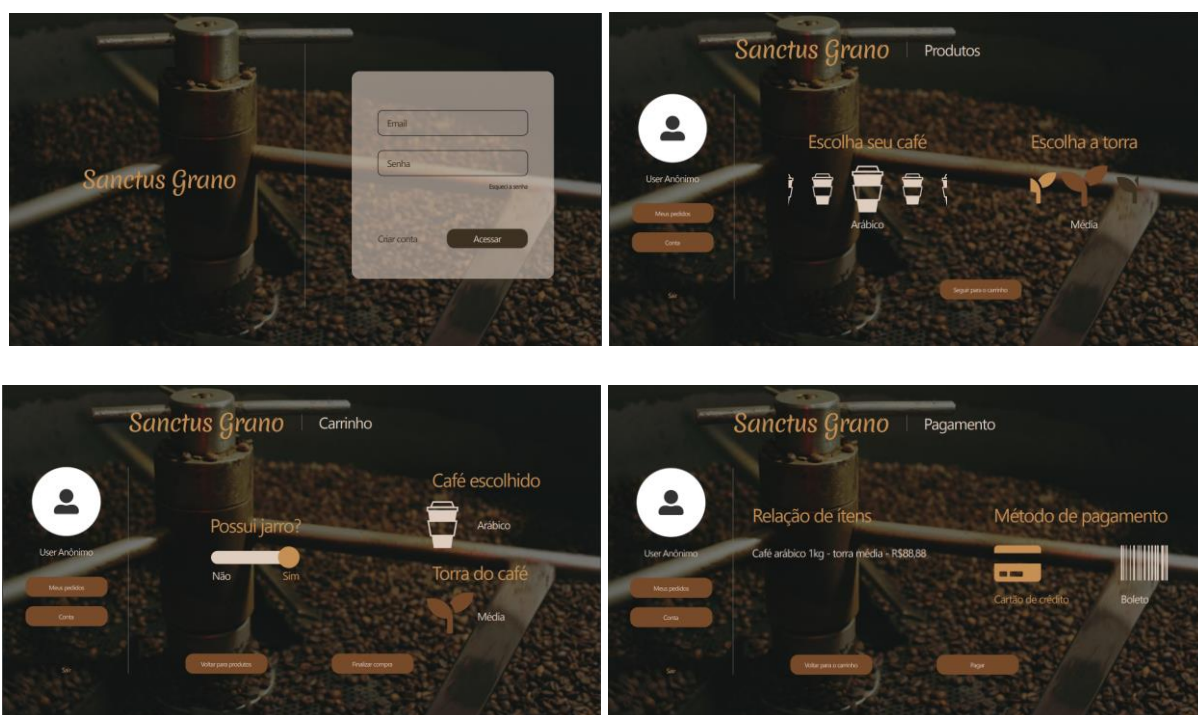 Sanctus Grano
Email
Senha
Esqueci a senha
Criar conta
Acessar
Sanctus Grano
Produtos
User Anônimo
Meus pedidos
Conta
Sair
Escolha seu café
Arábico
Escolha a torra
Média
Seguir para o carrinho
Sanctus Grano
Carrinho
User Anônimo
Meus pedidos
Conta
Sair
Possui jarro?
Não
Sim
Café escolhido
Arábico
Torra do café
Média
Voltar para produtos
Finalizar compra
Sanctus Grano
Pagamento
User Anônimo
Meus pedidos
Conta
Sair
Relação de ítens
Café arábico 1kg - torra média - R$88,88
Método de pagamento
Cartão de crédito
Boleto
Voltar para o carrinho
Pagar